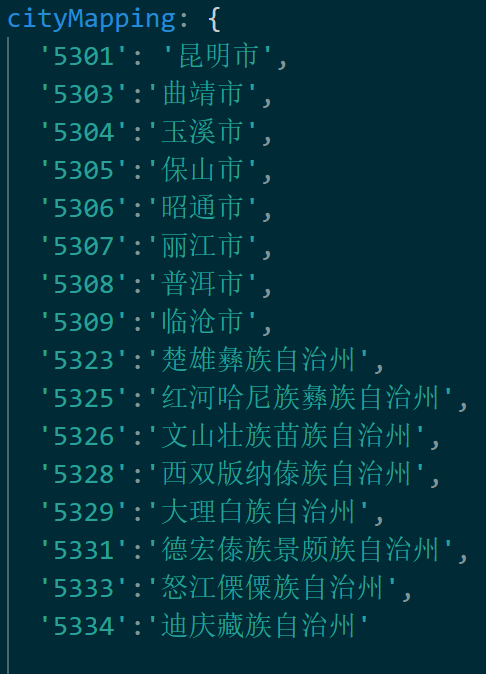 cityMapping: {
'5301': '昆明市',
'5303':'曲靖市',
'5304':'玉溪市',
'5305':'保山市',
'5306':'昭通市',
'5307':'丽江市',
'5308':'普洱市',
'5309':'临沧市',
'5323':'楚雄彝族自治州',
'5325':'红河哈尼族彝族自治州',
'5326':'文山壮族苗族自治州',
'5328':'西双版纳傣族自治州',
'5329':'大理白族自治州',
'5331':'德宏傣族景颇族自治州',
'5333':'怒江傈僳族自治州',
'5334':'迪庆藏族自治州'